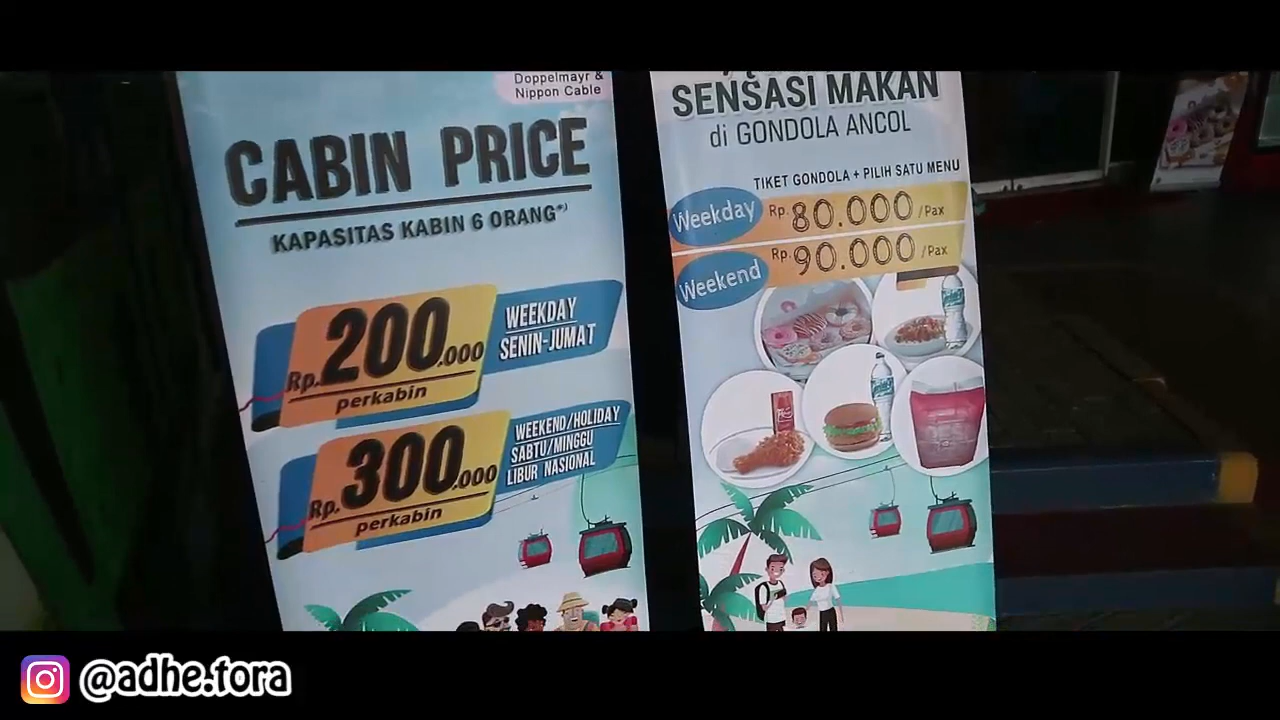 Doppelmayr &
Nippon Cable
CABIN PRICE
KAPASITAS KABIN 6 ORANG*)
Rp.200.000
perkabin
WEEKDAY
SENIN-JUMAT
Rp.300.000
perkabin
WEEKEND/HOLIDAY
SABTU/MINGGU
LIBUR NASIONAL
SENSASI MAKAN
di GONDOLA ANCOL
TIKET GONDOLA + PILIH SATU MENU
Weekday
Rp.80.000/Pax
Weekend
Rp.90.000/Pax
@adhe.tora